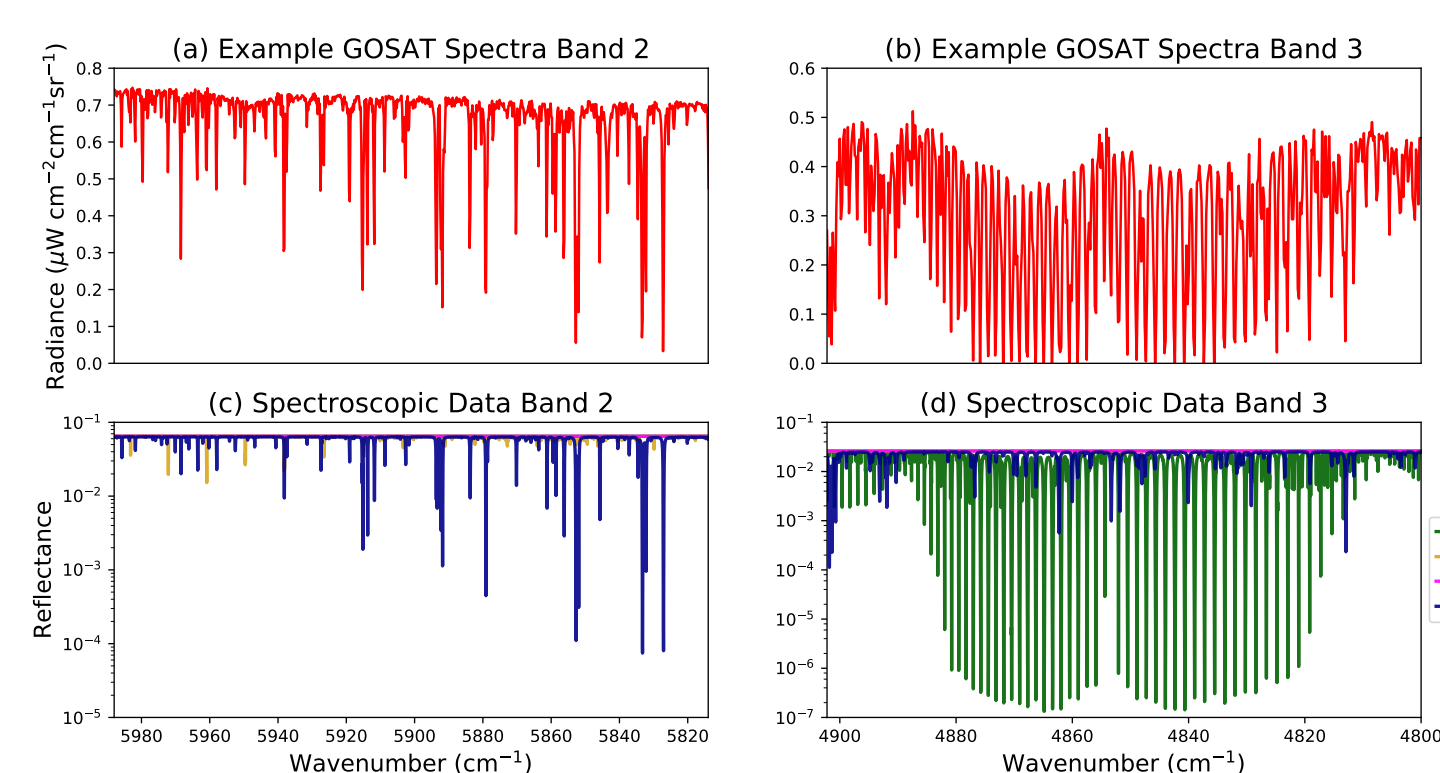 (a) Example GOSAT Spectra Band 2
(b) Example GOSAT Spectra Band 3
Radiance (μW cm⁻²cm⁻¹sr⁻¹)
0.8
0.7
0.6
0.5
0.4
0.3
0.2
0.1
0.0
0.6
0.5
0.4
0.3
0.2
0.1
0.0
(c) Spectroscopic Data Band 2
(d) Spectroscopic Data Band 3
Reflectance
10⁻¹
10⁻²
10⁻³
10⁻⁴
10⁻⁵
10⁻¹
10⁻²
10⁻³
10⁻⁴
10⁻⁵
10⁻⁶
10⁻⁷
5980 5960 5940 5920 5900 5880 5860 5840 5820
4900 4880 4860 4840 4820 4800
Wavenumber (cm⁻¹)
Wavenumber (cm⁻¹)